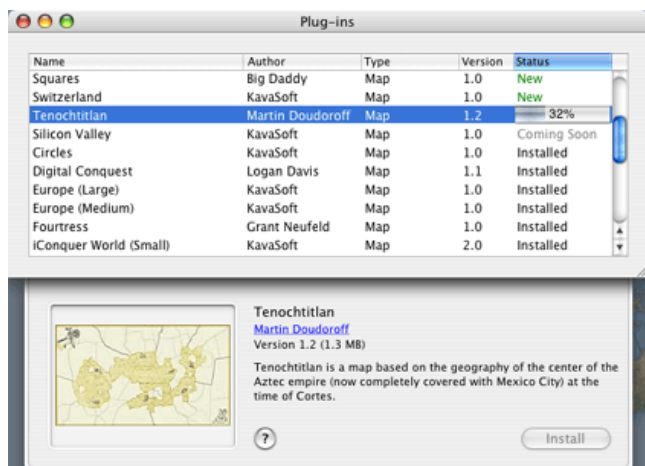 Plug-ins
Name Author Type Version Status
Squares Big Daddy Map 1.0 New
Switzerland KavaSoft Map 1.0 New
Tenochtitlan Martin Doudoroff Map 1.2 32%
Silicon Valley KavaSoft Map 1.0 Coming Soon
Circles KavaSoft Map 1.0 Installed
Digital Conquest Logan Davis Map 1.1 Installed
Europe (Large) KavaSoft Map 1.0 Installed
Europe (Medium) KavaSoft Map 1.0 Installed
Fourtress Grant Neufeld Map 1.0 Installed
iConquer World (Small) KavaSoft Map 2.0 Installed
Tenochtitlan
Martin Doudoroff
Version 1.2 (1.3 MB)
Tenochtitlan is a map based on the geography of the center of the
Aztec empire (now completely covered with Mexico City) at the
time of Cortes.
? Install